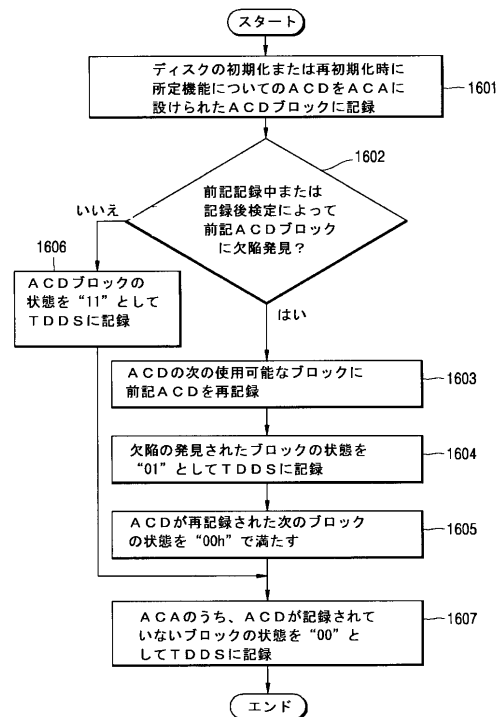 スタート
ディスクの初期化または再初期化時に
所定機能についてのＡＣＤをＡＣＡに
設けられたＡＣＤブロックに記録
1601
1602
前記記録中または
記録後検定によって
前記ＡＣＤブロック
に欠陥発見？
いいえ
はい
1606
ＡＣＤブロックの
状態を“11”として
ＴＤＤＳに記録
ＡＣＤの次の使用可能なブロックに
前記ＡＣＤを再記録
1603
欠陥の発見されたブロックの状態を
“01”としてＴＤＤＳに記録
1604
ＡＣＤが再記録された次のブロック
の状態を“00h”で満たす
1605
ＡＣＡのうち、ＡＣＤが記録されて
いないブロックの状態を“00”と
してＴＤＤＳに記録
1607
エンド